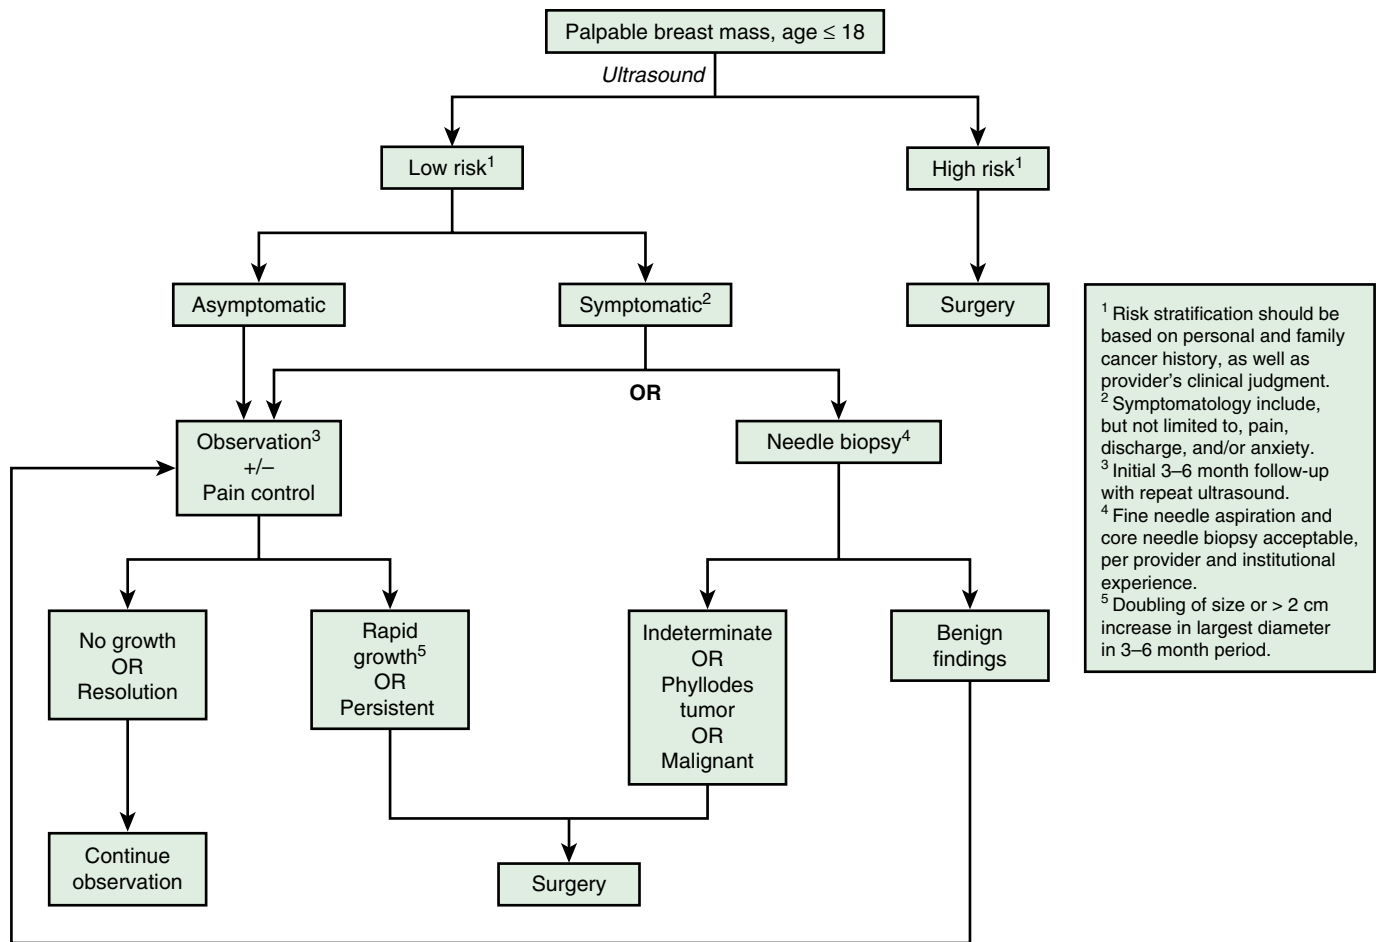 Palpable breast mass, age ≤ 18
Ultrasound
Low risk¹
High risk¹
Asymptomatic
Symptomatic²
Surgery
OR
Observation³
+/–
Pain control
Needle biopsy⁴
No growth
OR
Resolution
Rapid
growth⁵
OR
Persistent
Indeterminate
OR
Phyllodes
tumor
OR
Malignant
Benign
findings
Continue
observation
Surgery
¹ Risk stratification should be
based on personal and family
cancer history, as well as
provider’s clinical judgment.
² Symptomatology include,
but not limited to, pain,
discharge, and/or anxiety.
³ Initial 3–6 month follow-up
with repeat ultrasound.
⁴ Fine needle aspiration and
core needle biopsy acceptable,
per provider and institutional
experience.
⁵ Doubling of size or > 2 cm
increase in largest diameter
in 3–6 month period.